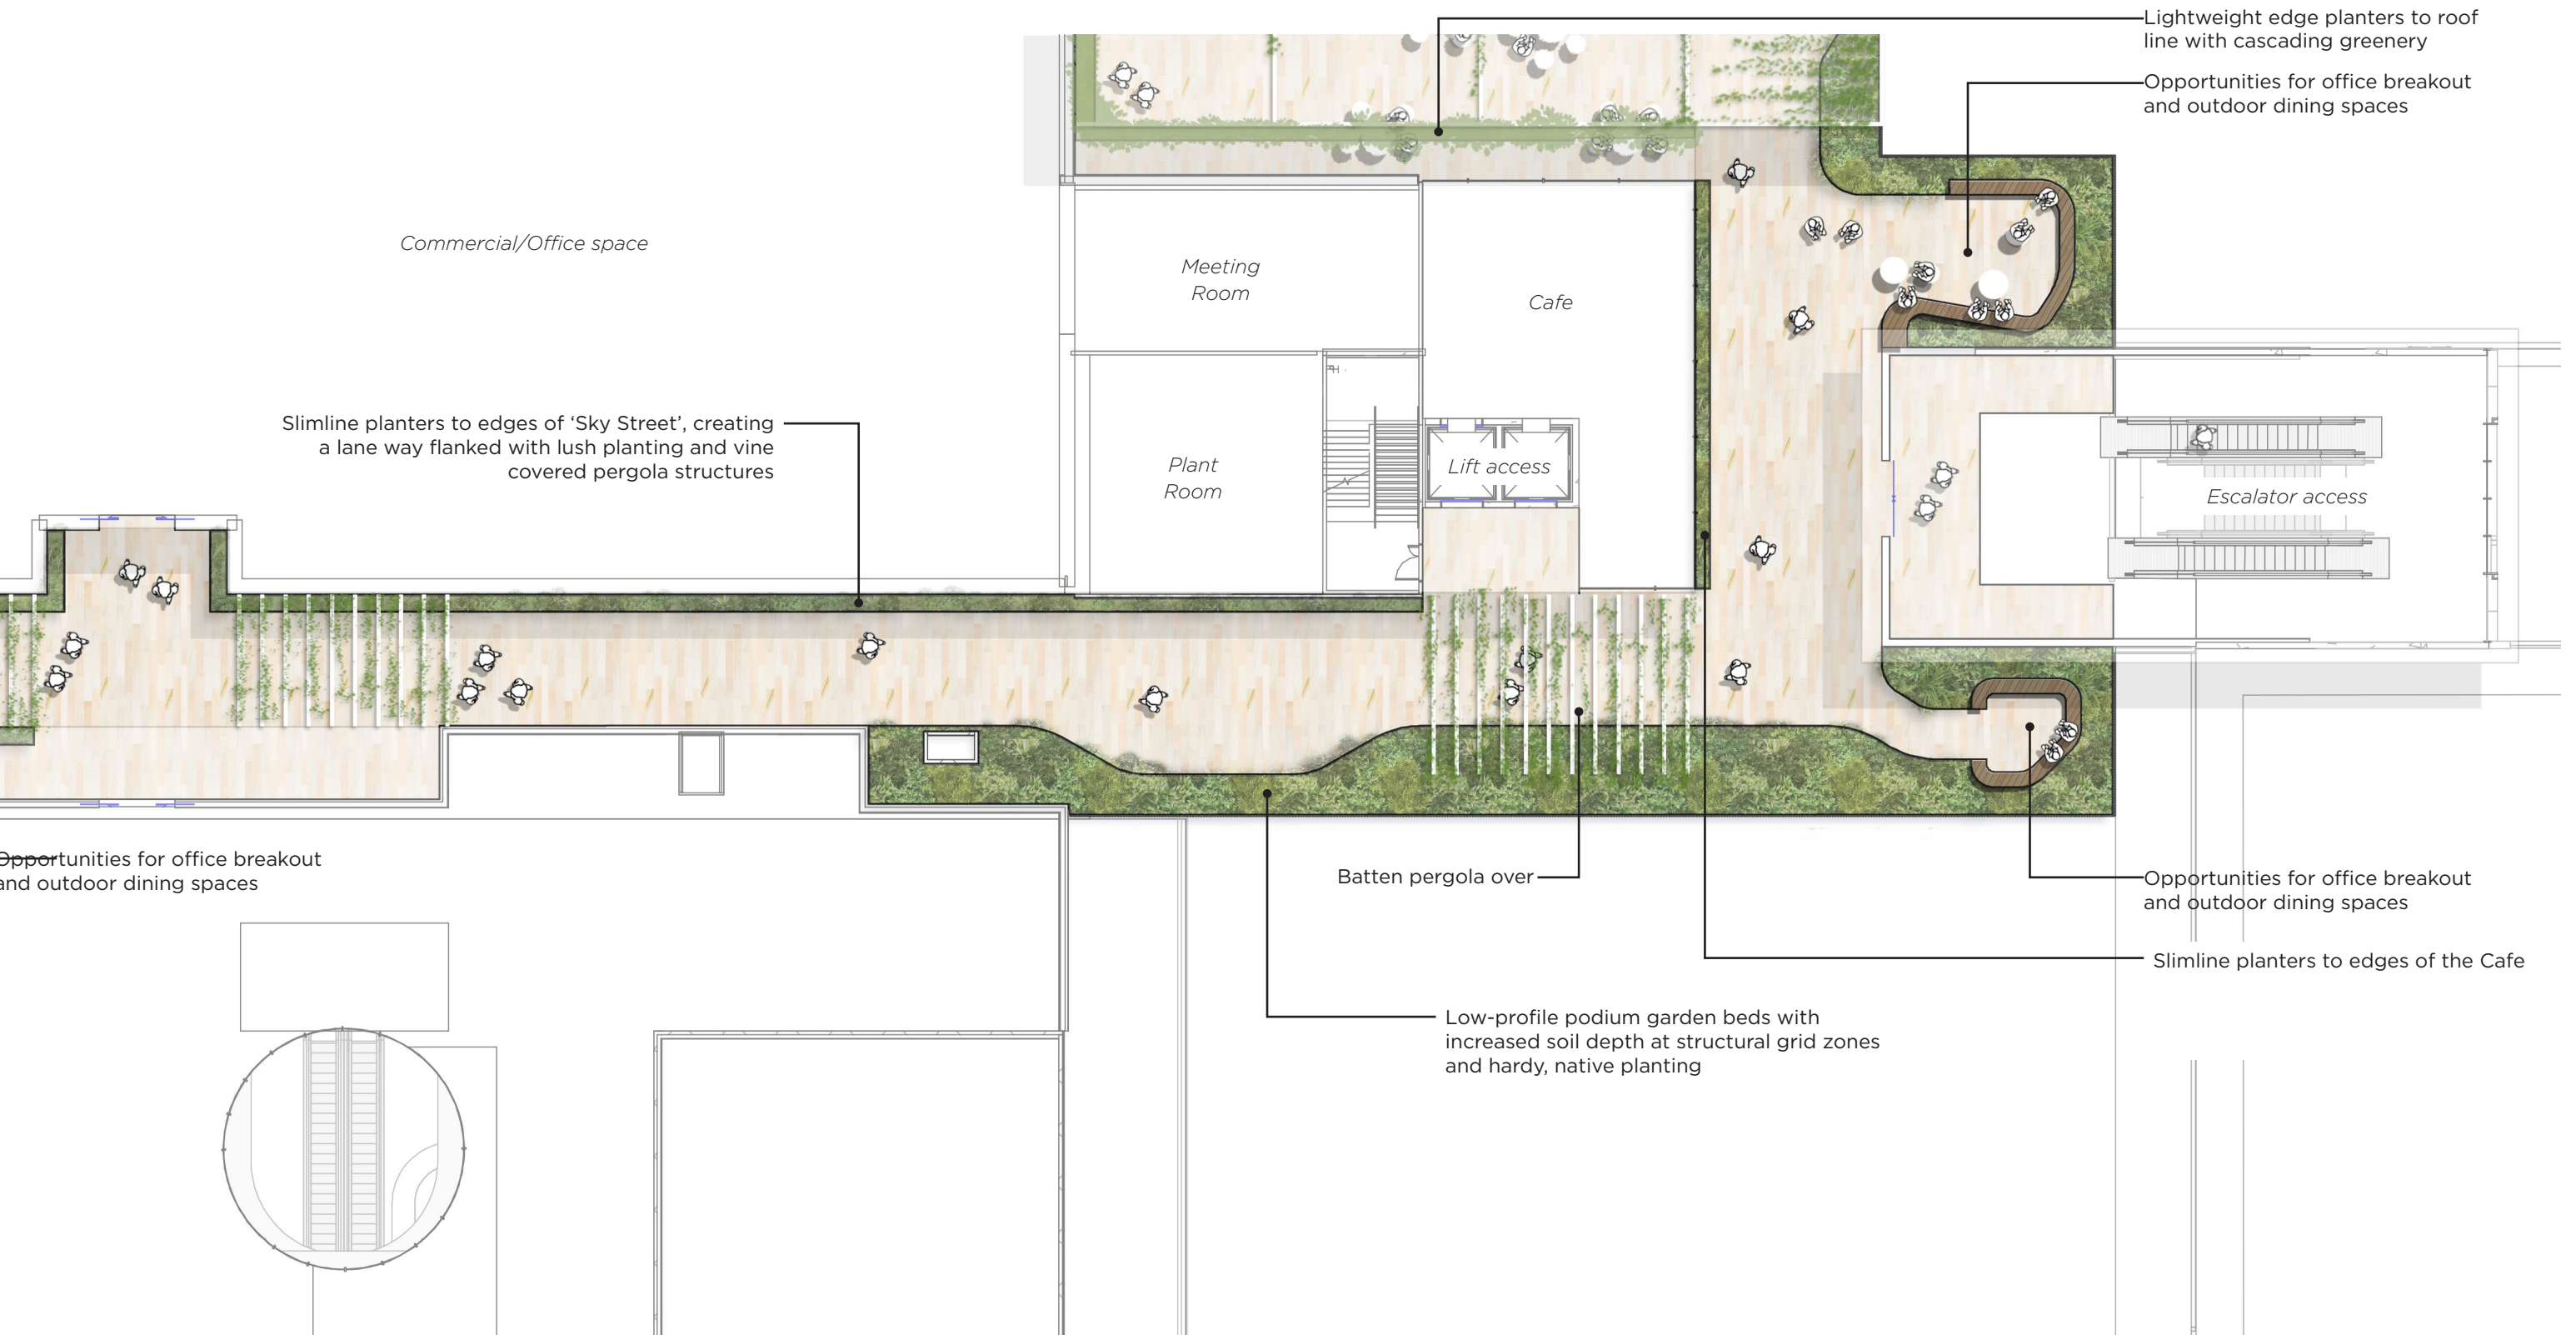 Lightweight edge planters to roof
line with cascading greenery
Opportunities for office breakout
and outdoor dining spaces
Commercial/Office space
Meeting
Room
Cafe
Slimline planters to edges of ‘Sky Street’, creating
a lane way flanked with lush planting and vine
covered pergola structures
Plant
Room
Lift access
Escalator access
Opportunities for office breakout
and outdoor dining spaces
Batten pergola over
Opportunities for office breakout
and outdoor dining spaces
Slimline planters to edges of the Cafe
Low-profile podium garden beds with
increased soil depth at structural grid zones
and hardy, native planting